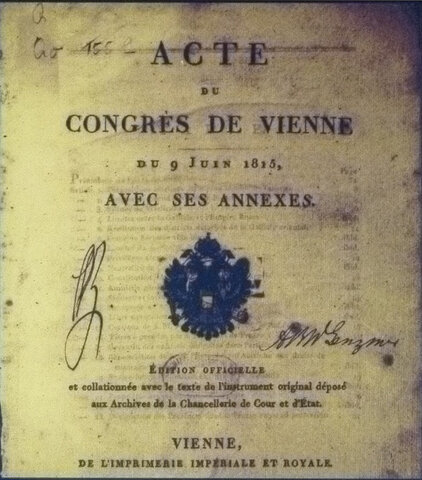 ACTE
DU
CONGRÈS DE VIENNE
DU 9 JUIN 1815,
AVEC SES ANNEXES.
ÉDITION OFFICIELLE
et collationnée avec le texte de l'instrument original déposé
aux Archives de la Chancellerie de Cour et d'État.
VIENNE,
DE L'IMPRIMERIE IMPÉRIALE ET ROYALE.